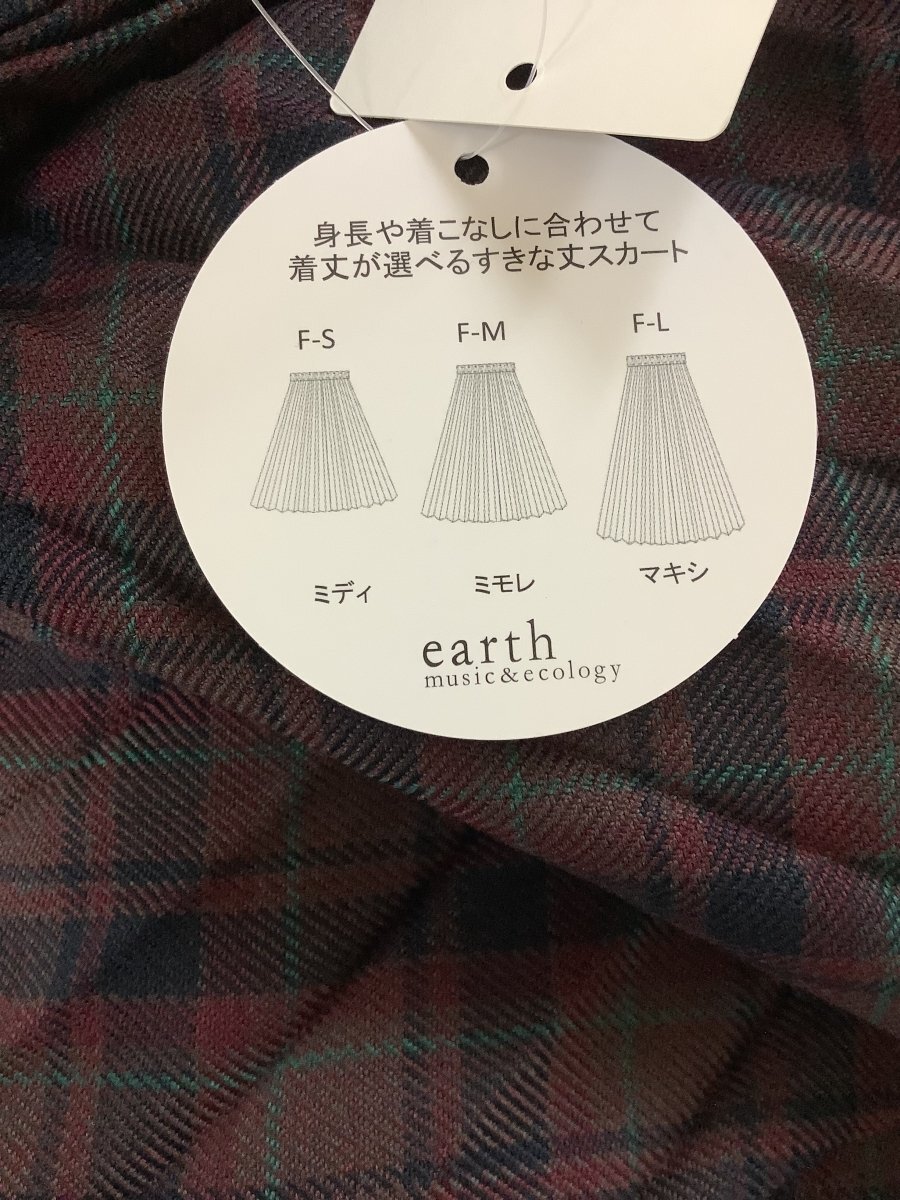 身長や着こなしに合わせて
着丈が選べるすきな丈スカート
F-S F-M F-L
ミディ ミモレ マキシ
earth
music&ecology